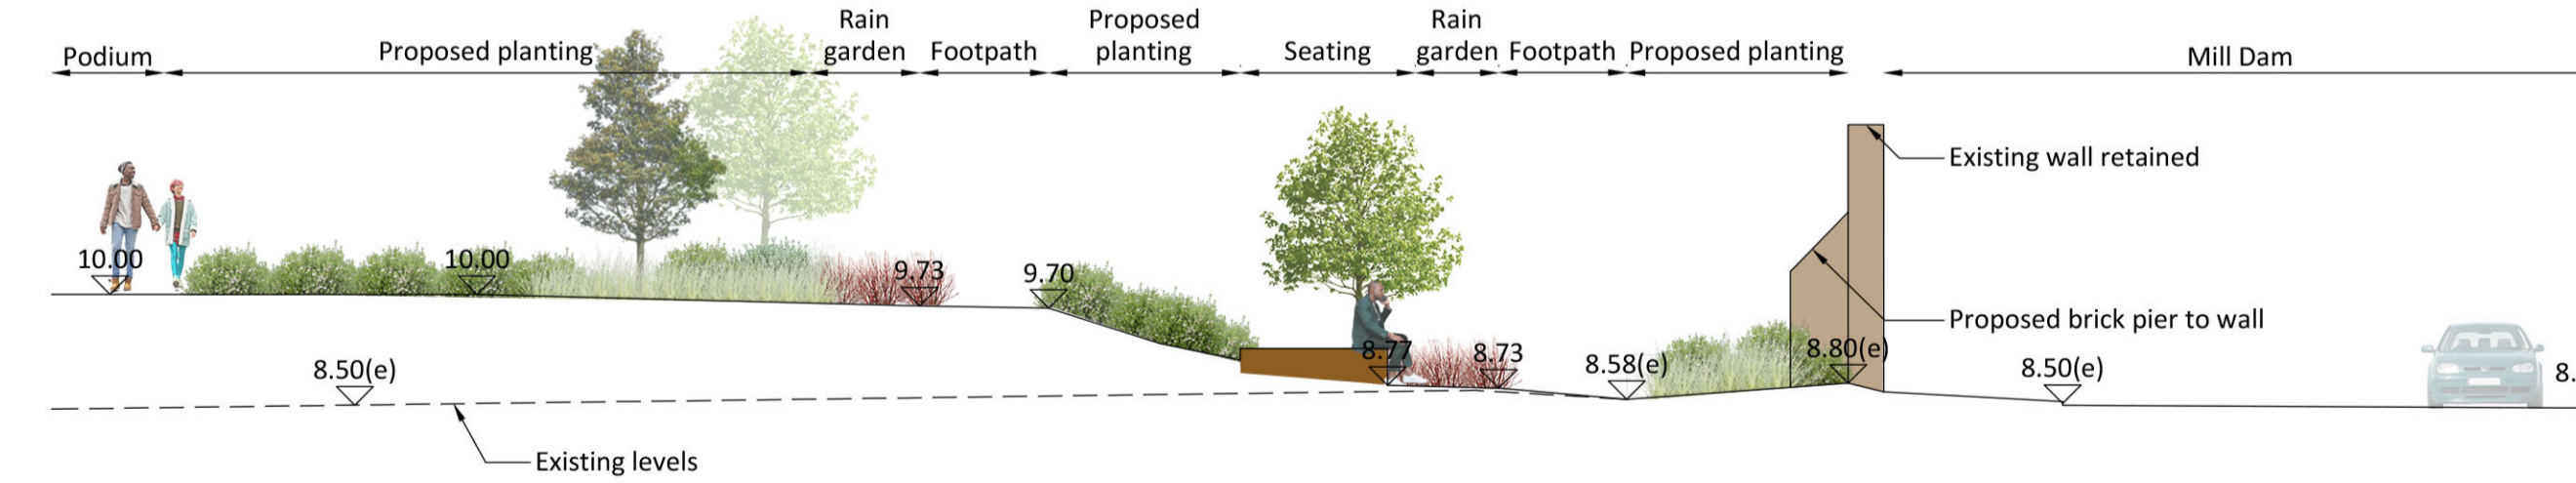 Podium
Proposed planting
Rain
garden
Footpath
Proposed
planting
Seating
Rain
garden
Footpath
Proposed planting
Mill Dam
Existing wall retained
10.00
10.00
9.73
9.70
8.50(e)
8.77
8.73
8.58(e)
8.80(e)
Proposed brick pier to wall
8.50(e)
8.
Existing levels